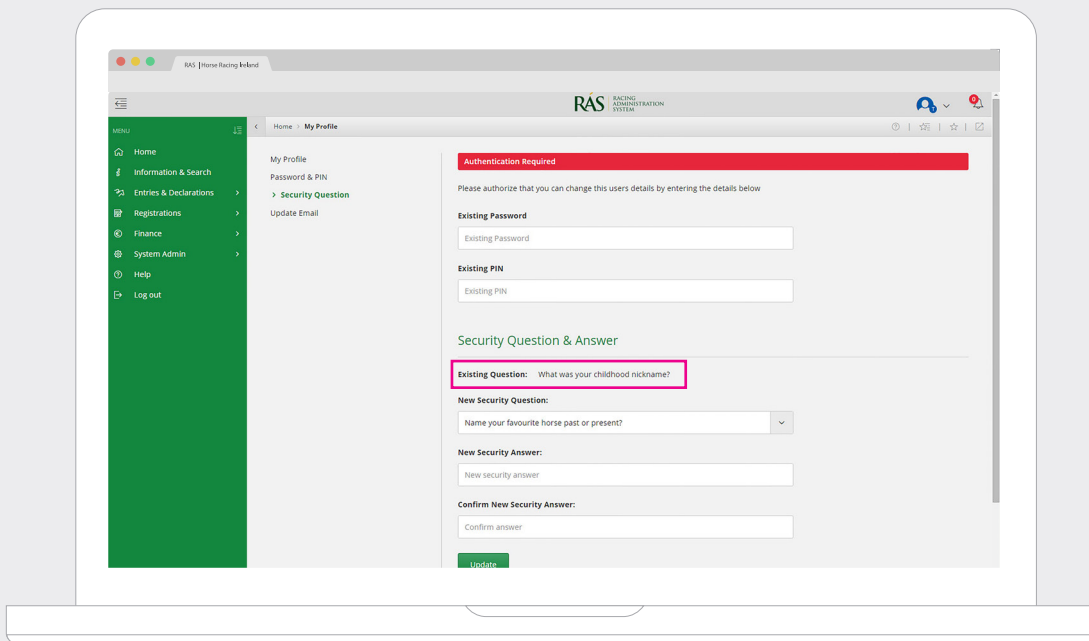 RAS | Horse Racing Ireland
RÁS RACING
ADMINISTRATION
SYSTEM
0
MENU
Home
Information & Search
Entries & Declarations
Registrations
Finance
System Admin
Help
Log out
Home My Profile
My Profile
Password & PIN
Security Question
Update Email
Authentication Required
Please authorize that you can change this users details by entering the details below
Existing Password
Existing Password
Existing PIN
Existing PIN
Security Question & Answer
Existing Question: What was your childhood nickname?
New Security Question:
Name your favourite horse past or present?
New Security Answer:
New security answer
Confirm New Security Answer:
Confirm answer
Update